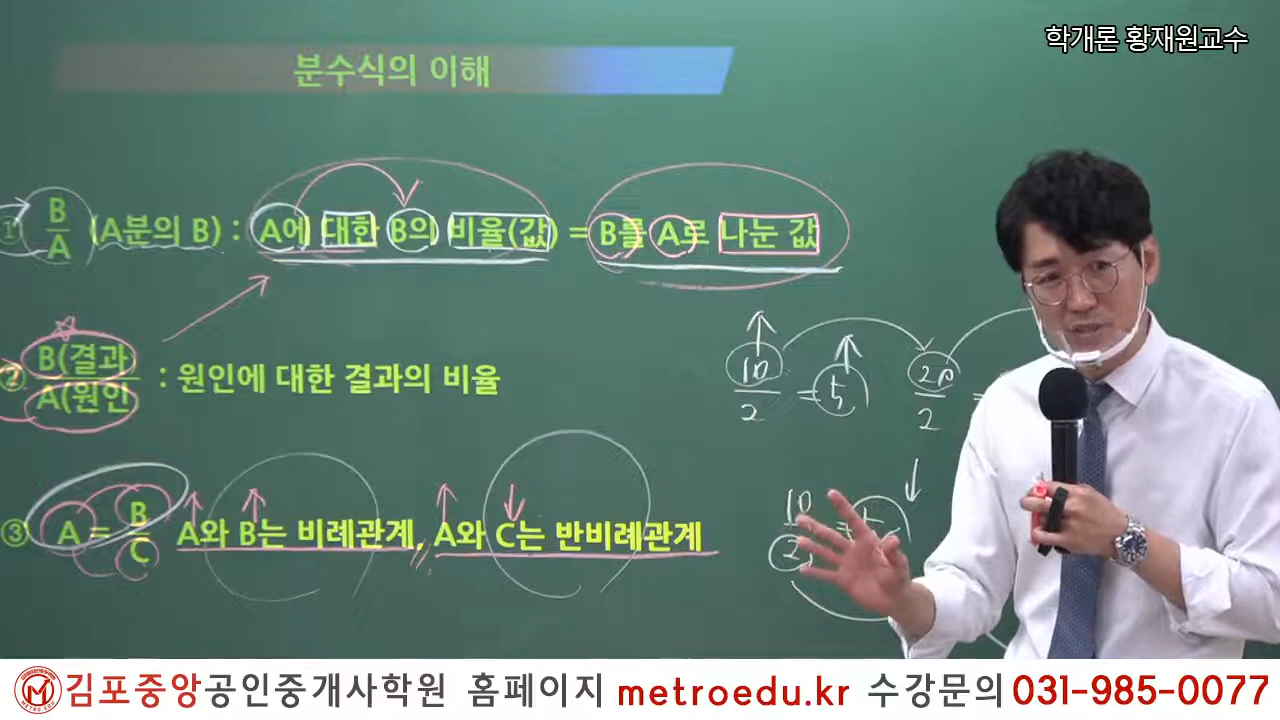 학개론 황재원교수
분수식의 이해
① B/A (A분의 B) : A에 대한 B의 비율(값) = B를 A로 나눈 값
② B(결과/A(원인 : 원인에 대한 결과의 비율
③ A = B/C A와 B는 비례관계, A와 C는 반비례관계
10/2 = 5
20/2 =
10/2 =
METRO EDU
김포중앙공인중개사학원 홈페이지 metroedu.kr 수강문의 031-985-0077